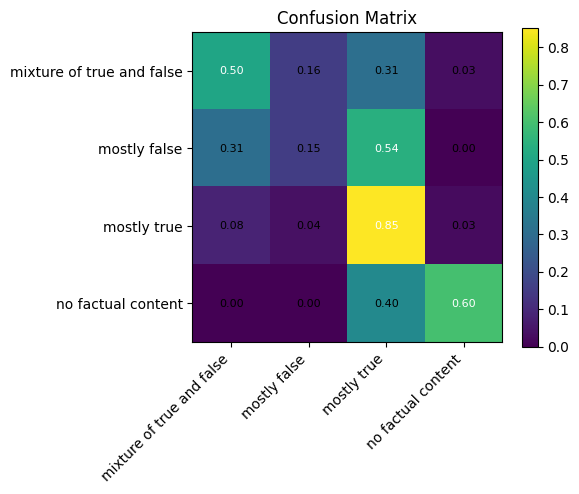 Confusion Matrix
mixture of true and false 0.50 0.16 0.31 0.03
mostly false 0.31 0.15 0.54 0.00
mostly true 0.08 0.04 0.85 0.03
no factual content 0.00 0.00 0.40 0.60
mixture of true and false
mostly false
mostly true
no factual content
0.8
0.7
0.6
0.5
0.4
0.3
0.2
0.1
0.0